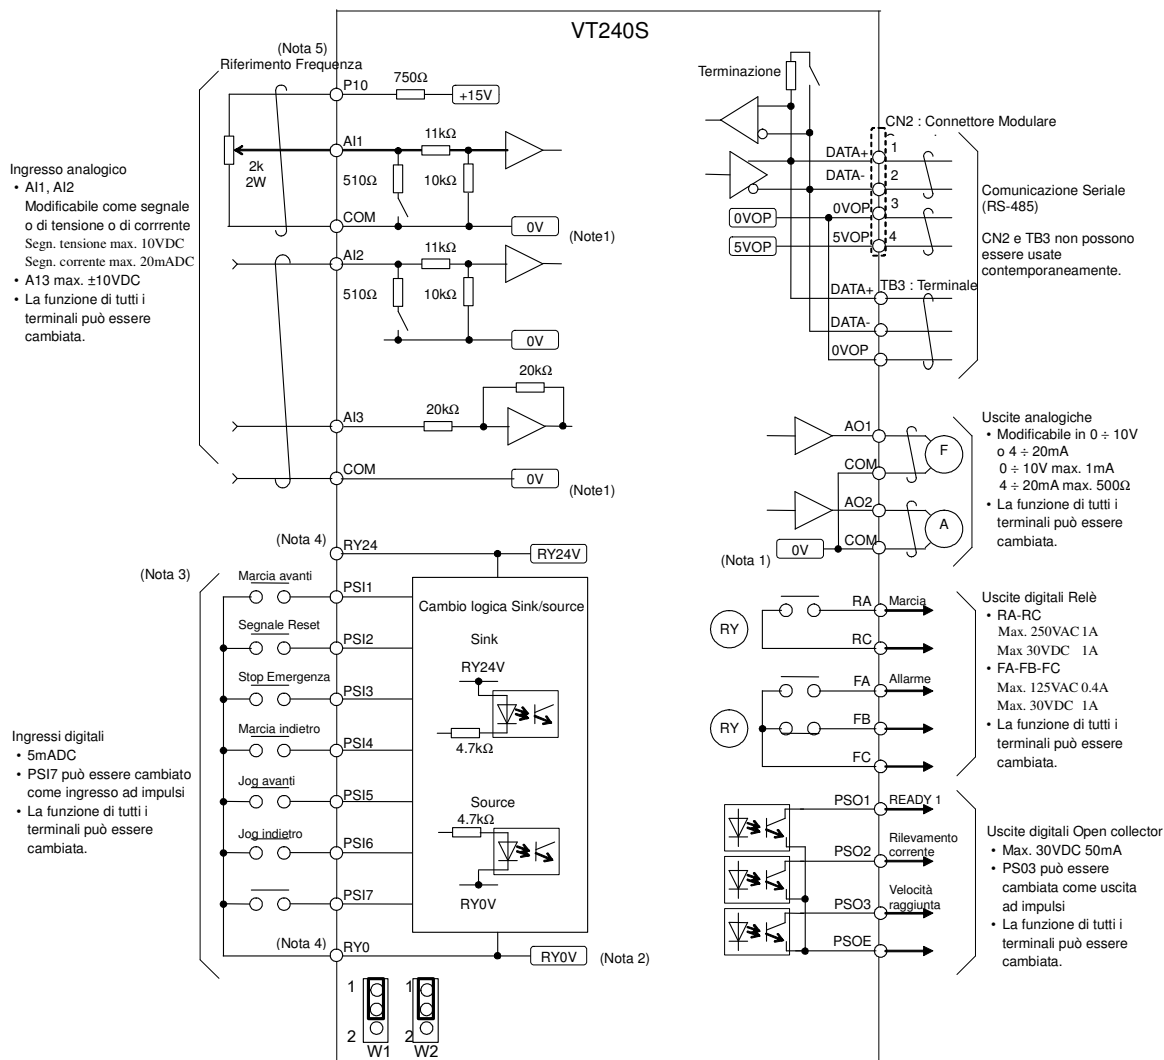 VT240S
(Nota 5)
Riferimento Frequenza
P10
750Ω
+15V
AI1
11kΩ
2k
2W
510Ω
10kΩ
COM
0V
(Note1)
AI2
11kΩ
510Ω
10kΩ
0V
20kΩ
AI3
20kΩ
COM
0V
(Note1)
Ingresso analogico
• AI1, AI2
Modificabile come segnale
o di tensione o di corrrente
Segn. tensione max. 10VDC
Segn. corrente max. 20mADC
• A13 max. ±10VDC
• La funzione di tutti i
terminali può essere
cambiata.
(Nota 4)
RY24
RY24V
(Nota 3)
Marcia avanti
PSI1
Segnale Reset
PSI2
Stop Emergenza
PSI3
Marcia indietro
PSI4
Jog avanti
PSI5
Jog indietro
PSI6
PSI7
(Nota 4)
RY0
RY0V
(Nota 2)
Cambio logica Sink/source
Sink
RY24V
4.7kΩ
Source
4.7kΩ
RY0V
Ingressi digitali
• 5mADC
• PSI7 può essere cambiato
come ingresso ad impulsi
• La funzione di tutti i
terminali può essere
cambiata.
1
2
W1
1
2
W2
Terminazione
CN2 : Connettore Modulare
DATA+
1
DATA-
2
0VOP
0VOP
3
5VOP
5VOP
4
Comunicazione Seriale
(RS-485)
CN2 e TB3 non possono
essere usate
contemporaneamente.
DATA+
TB3 : Terminale
DATA-
0VOP
AO1
F
COM
AO2
A
COM
(Nota 1)
0V
Uscite analogiche
• Modificabile in 0 ÷ 10V
o 4 ÷ 20mA
0 ÷ 10V max. 1mA
4 ÷ 20mA max. 500Ω
• La funzione di tutti i
terminali può essere
cambiata.
RY
RA
Marcia
RC
RY
FA
Allarme
FB
FC
Uscite digitali Relè
• RA-RC
Max. 250VAC 1A
Max 30VDC 1A
• FA-FB-FC
Max. 125VAC 0.4A
Max. 30VDC 1A
• La funzione di tutti i
terminali può essere
cambiata.
PSO1
READY 1
PSO2
Rilevamento
corrente
PSO3
Velocità
raggiunta
PSOE
Uscite digitali Open collector
• Max. 30VDC 50mA
• PS03 può essere
cambiata come uscita
ad impulsi
• La funzione di tutti i
terminali può essere
cambiata.